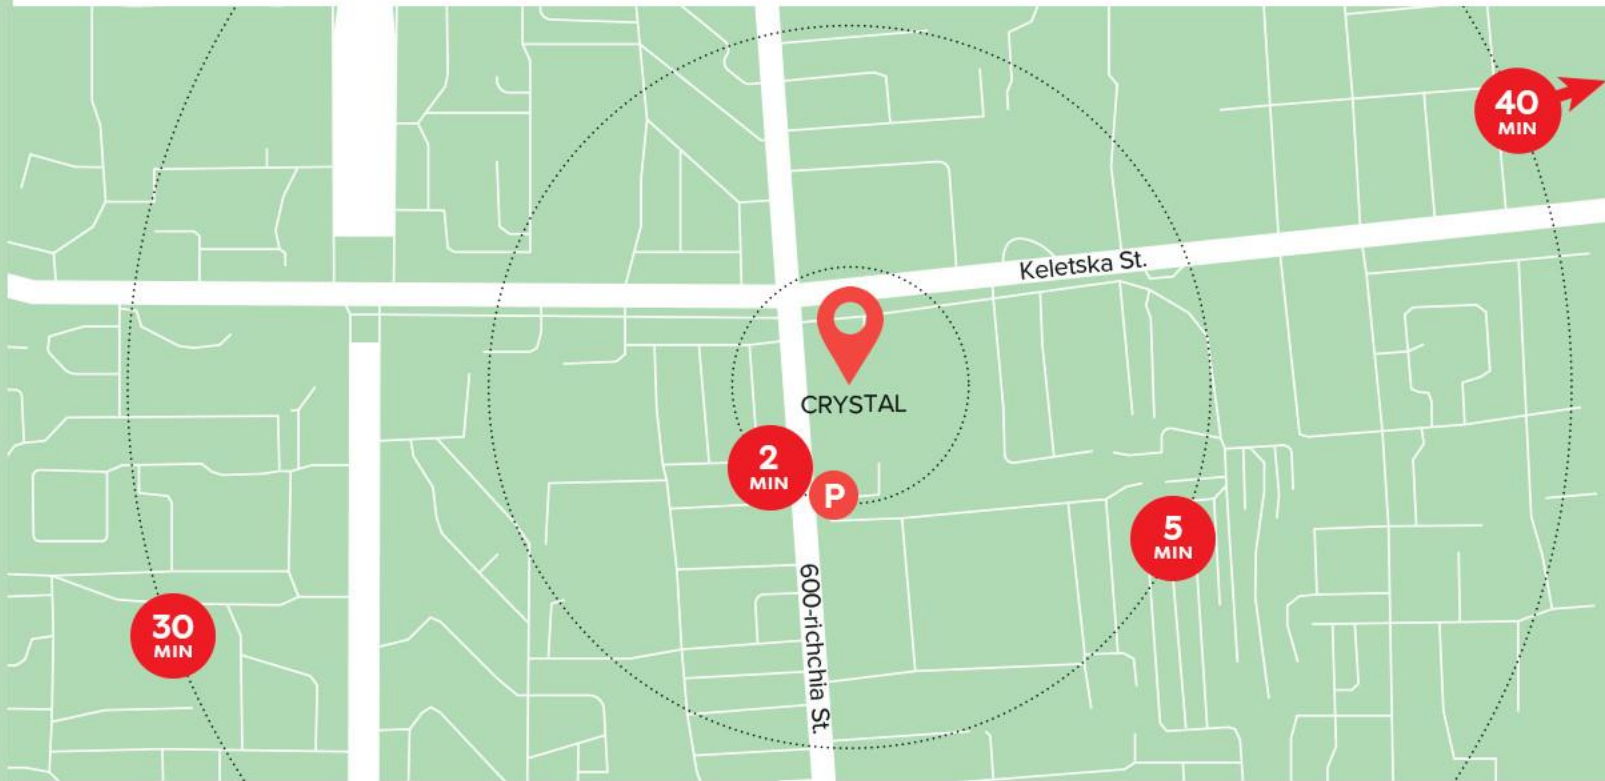 40
MIN
Keletska St.
CRYSTAL
2
MIN
P
5
MIN
600-richchia St.
30
MIN